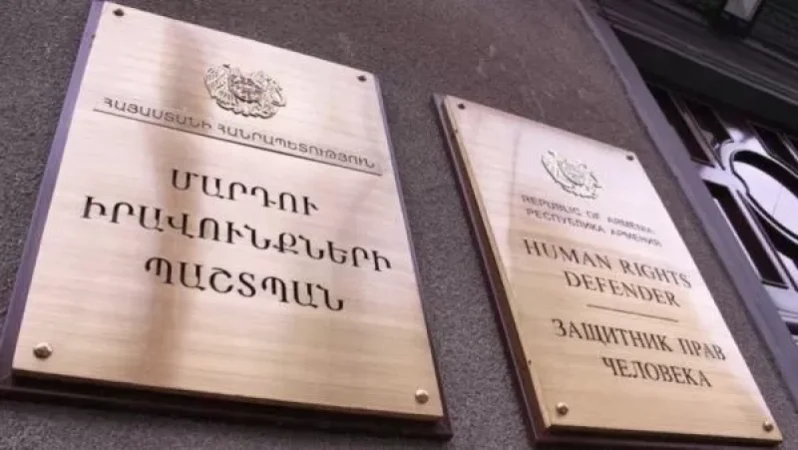 ՀԱՅԱՍՏԱՆԻ ՀԱՆՐԱՊԵՏՈՒԹՅՈՒՆ
ՄԱՐԴՈՒ
ԻՐԱՎՈՒՆՔՆԵՐԻ
ՊԱՇՏՊԱՆ
REPUBLIC OF ARMENIA
РЕСПУБЛИКА АРМЕНИЯ
HUMAN RIGHTS
DEFENDER
ЗАЩИТНИК ПРАВ
ЧЕЛОВЕКА